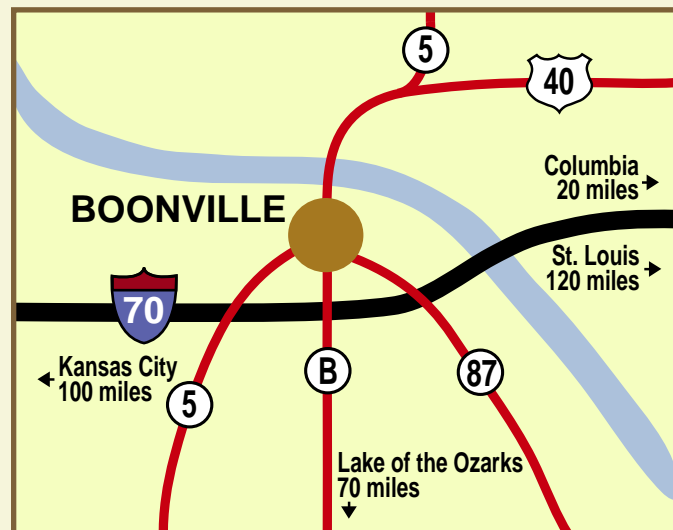 5
40
Columbia
20 miles
BOONVILLE
St. Louis
120 miles
70
Kansas City
100 miles
5
B
87
Lake of the Ozarks
70 miles